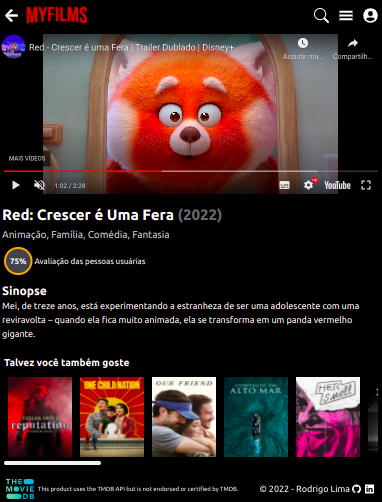 MYFILMS
Red - Crescer é uma Fera | Trailer Dublado | Disney+
Assistir ma...
Compartilh...
MAIS VÍDEOS
1:02 / 2:28
YouTube
Red: Crescer é Uma Fera (2022)
Animação, Família, Comédia, Fantasia
75% Avaliação das pessoas usuárias
Sinopse
Mei, de treze anos, está experimentando a estranheza de ser uma adolescente com uma
reviravolta – quando ela fica muito animada, ela se transforma em um panda vermelho
gigante.
Talvez você também goste
reputation
ONE CHILD NATION
OUR FRIEND
ALTO MAR
HER
Smell
THE
MOVIE
DB
This product uses the TMDB API but is not endorsed or certified by TMDB.
© 2022 - Rodrigo Lima